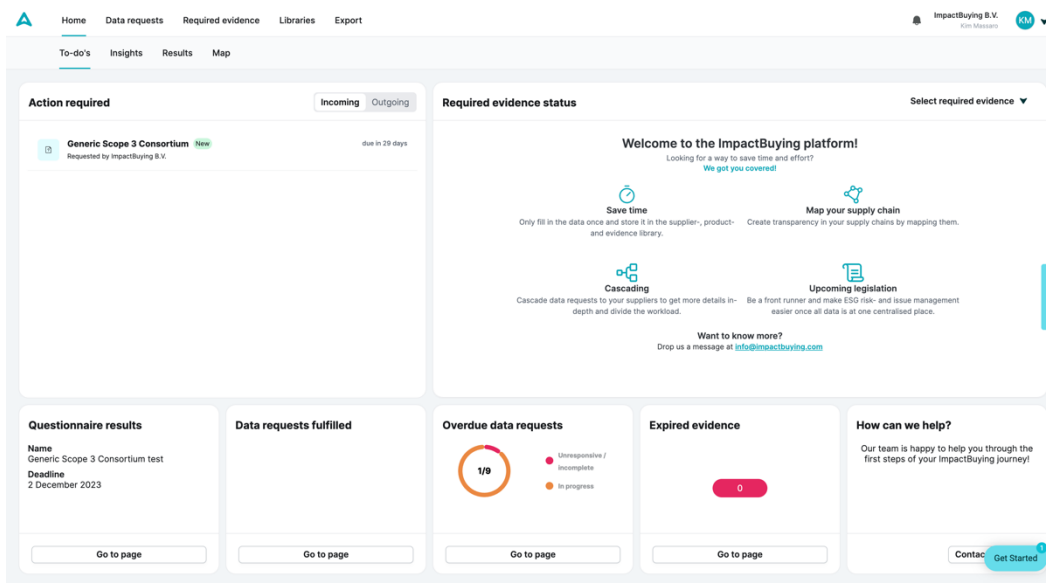 Home Data requests Required evidence Libraries Export
ImpactBuying B.V.
Kim Massaro
KM
To-do's Insights Results Map
Action required
Incoming Outgoing
Generic Scope 3 Consortium New
due in 29 days
Requested by ImpactBuying B.V.
Required evidence status
Select required evidence
Welcome to the ImpactBuying platform!
Looking for a way to save time and effort?
We got you covered!
Save time
Only fill in the data once and store it in the supplier-, product-
and evidence library.
Map your supply chain
Create transparency in your supply chains by mapping them.
Cascading
Cascade data requests to your suppliers to get more details in-
depth and divide the workload.
Upcoming legislation
Be a front runner and make ESG risk- and issue management
easier once all data is at one centralised place.
Want to know more?
Drop us a message at info@impactbuying.com
Questionnaire results
Name
Generic Scope 3 Consortium test
Deadline
2 December 2023
Go to page
Data requests fulfilled
Go to page
Overdue data requests
1/9
Unresponsive /
incomplete
In progress
Go to page
Expired evidence
0
Go to page
How can we help?
Our team is happy to help you through the
first steps of your ImpactBuying journey!
Contac
Get Started
1